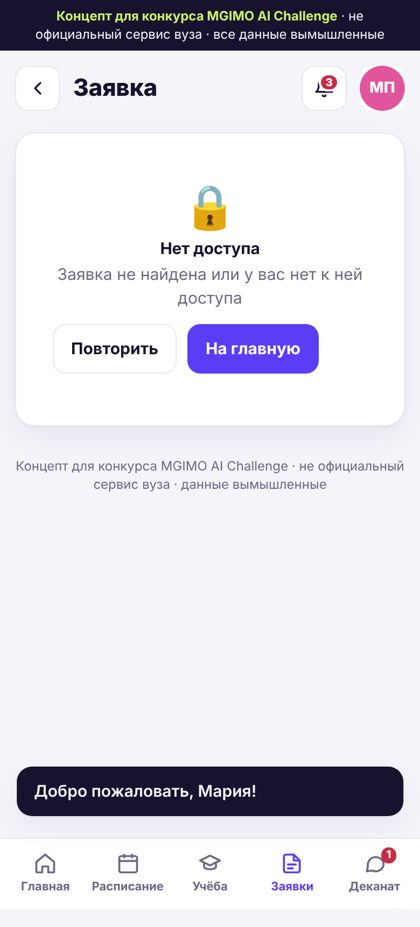 Концепт для конкурса MGIMO AI Challenge · не
официальный сервис вуза · все данные вымышленные
Заявка
3
МП
Нет доступа
Заявка не найдена или у вас нет к ней
доступа
Повторить
На главную
Концепт для конкурса MGIMO AI Challenge · не официальный
сервис вуза · данные вымышленные
Добро пожаловать, Мария!
1
Главная
Расписание
Учёба
Заявки
Деканат